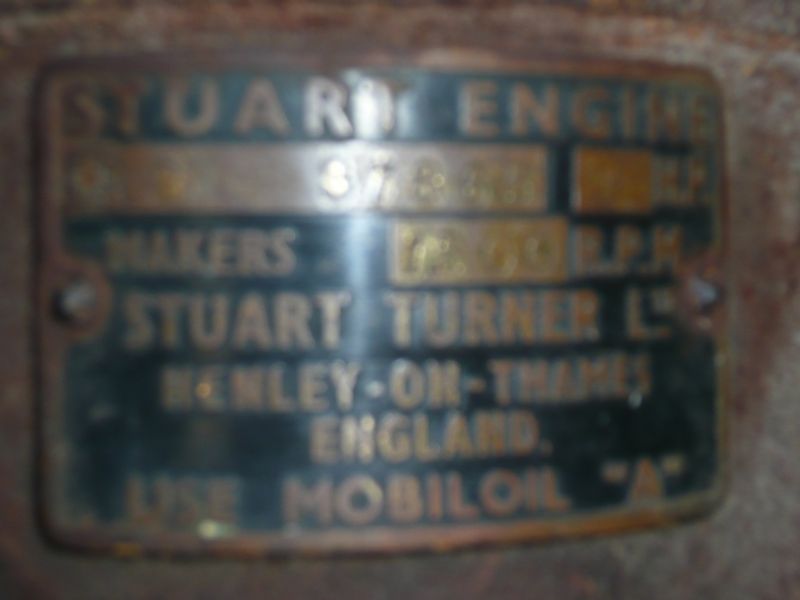 STUART ENGINE
H.P.
MAKERS R.P.M.
STUART TURNER LTD
HENLEY-ON-THAMES
ENGLAND.
USE MOBILOIL "A"